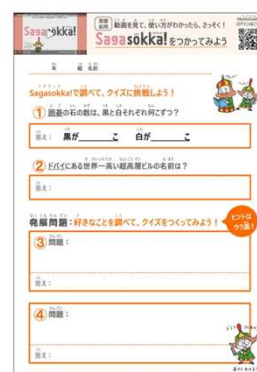 Sagasokka!
動画を見て、使い方がわかったら、さっそく!
Sagasokka!をつかってみよう
年 組 名前
Sagasokka!で調べて、クイズに挑戦しよう!
① 囲碁の石の数は、黒と白それぞれ何こずつ?
答え: 黒が こ 白が こ
② ドバイにある世界一高い超高層ビルの名前は?
答え:
発展問題:好きなことを調べて、クイズをつくってみよう!
ヒントはウラ面!
③ 問題:
答え:
④ 問題:
答え: